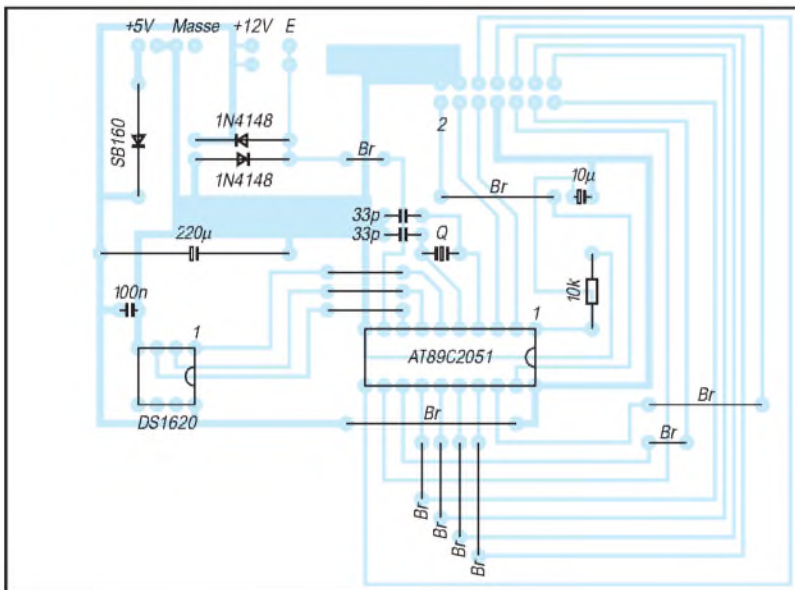 +5V Masse +12V E
SB160
1N4148
1N4148
Br
2
Br
10µ
33p
33p
Q
220µ
10k
100n
1
1
AT89C2051
DS1620
Br
Br
Br
Br
Br
Br
Br